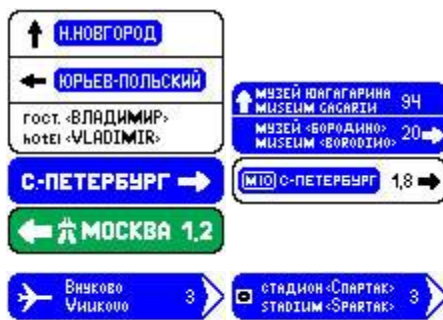 Н.НОВГОРОД
ЮРЬЕВ-ПОЛЬСКИЙ
гост. «ВЛАДИМИР»
hotel «VLADIMIR»
С.-ПЕТЕРБУРГ
МОСКВА 1,2
МУЗЕЙ ЮАГАГАРИНА 94
MUSEUM GAGARIN
МУЗЕЙ «БОРОДИНО» 20
MUSEUM «BORODINO»
М10 С-ПЕТЕРБУРГ 1,8
Внуково 3
Vnukovo
СТАДИОН «Спартак» 3
STADIUM «Spartak»